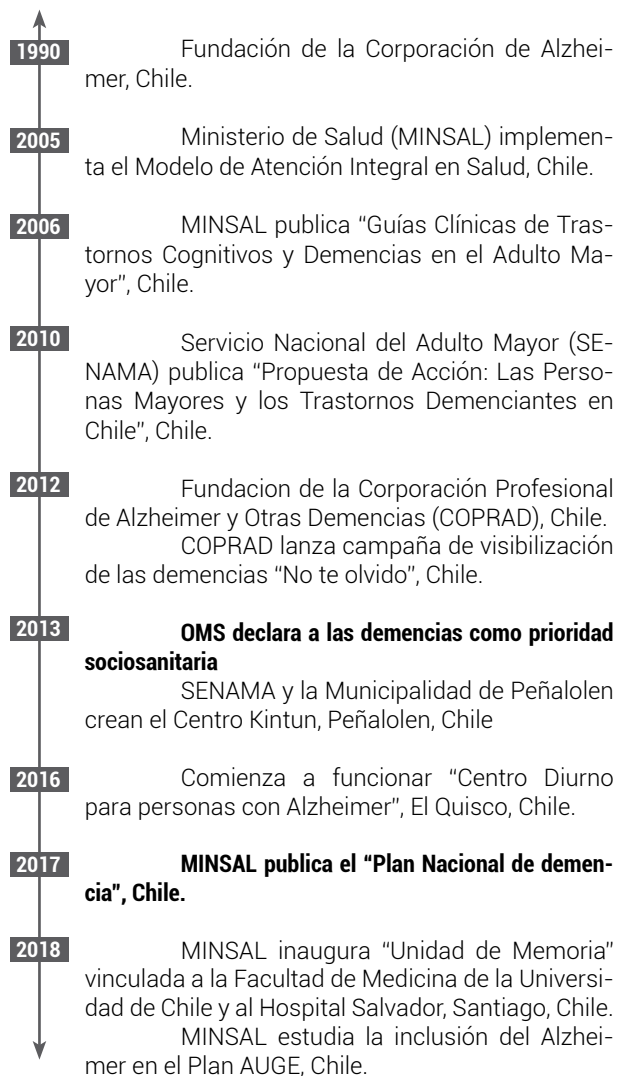 1990
Fundación de la Corporación de Alzhei-
mer, Chile.
2005
Ministerio de Salud (MINSAL) implemen-
ta el Modelo de Atención Integral en Salud, Chile.
2006
MINSAL publica “Guías Clínicas de Tras-
tornos Cognitivos y Demencias en el Adulto Ma-
yor”, Chile.
2010
Servicio Nacional del Adulto Mayor (SE-
NAMA) publica “Propuesta de Acción: Las Perso-
nas Mayores y los Trastornos Demenciantes en
Chile”, Chile.
2012
Fundacion de la Corporación Profesional
de Alzheimer y Otras Demencias (COPRAD), Chile.
COPRAD lanza campaña de visibilización
de las demencias “No te olvido”, Chile.
2013
OMS declara a las demencias como prioridad
sociosanitaria
SENAMA y la Municipalidad de Peñalolen
crean el Centro Kintun, Peñalolen, Chile
2016
Comienza a funcionar “Centro Diurno
para personas con Alzheimer”, El Quisco, Chile.
2017
MINSAL publica el “Plan Nacional de demen-
cia”, Chile.
2018
MINSAL inaugura “Unidad de Memoria”
vinculada a la Facultad de Medicina de la Universi-
dad de Chile y al Hospital Salvador, Santiago, Chile.
MINSAL estudia la inclusión del Alzhei-
mer en el Plan AUGE, Chile.